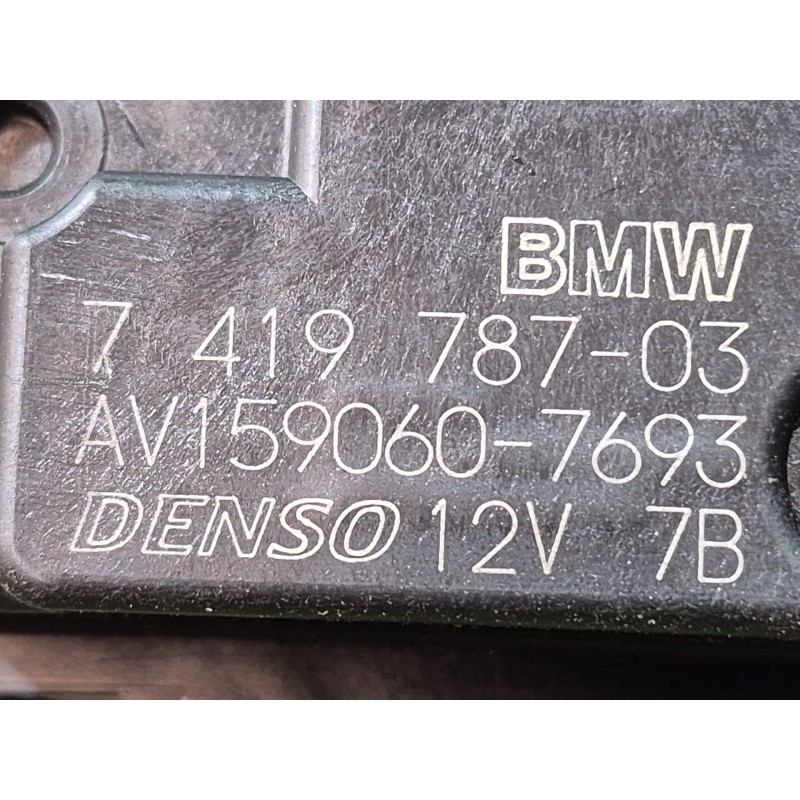 BMW
7 419 787-03
AV159060-7693
DENSO 12V 7B